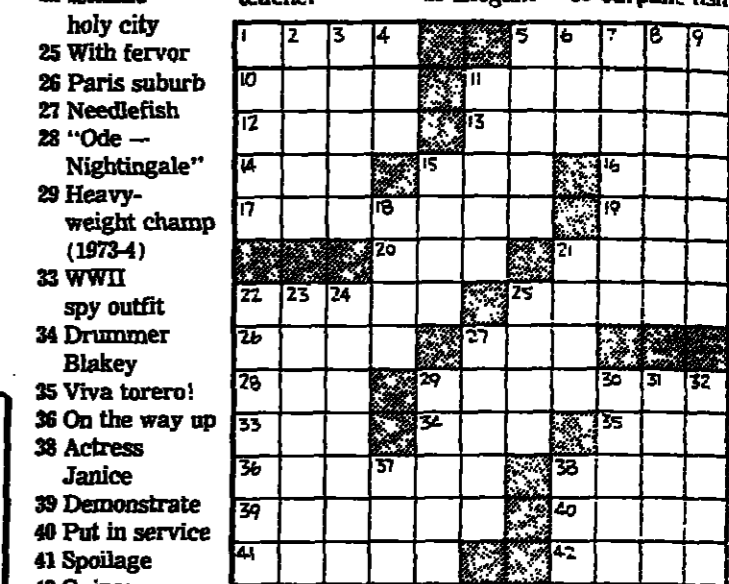 holy city
25 With fervor
26 Paris suburb
27 Needlefish
28 "Ode —
Nightingale"
29 Heavy-
weight champ
(1973-4)
33 WWII
spy outfit
34 Drummer
Blakey
35 Viva torero!
36 On the way up
38 Actress
Janice
39 Demonstrate
40 Put in service
41 Spoilage
1 2 3 4 5 6 7 8 9
10 11
12 13
14 15 16
17 18 19
20 21
22 23 24 25
26 27
28 29 30 31 32
33 34 35
36 37 38
39 40
41 42